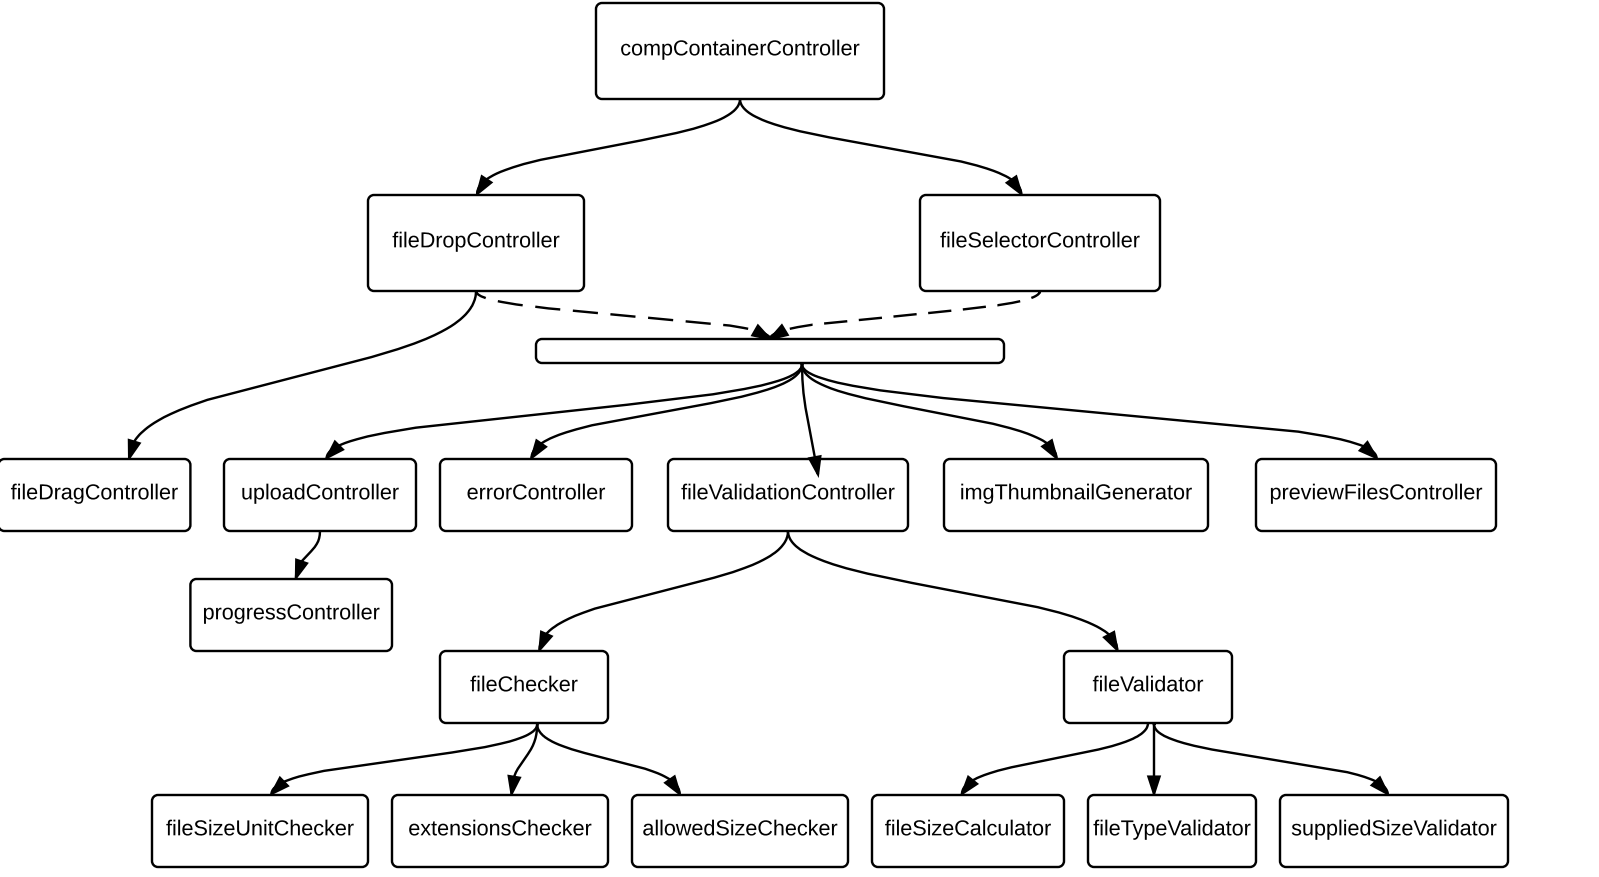 compContainerController
fileDropController
fileSelectorController
fileDragController
uploadController
errorController
fileValidationController
imgThumbnailGenerator
previewFilesController
progressController
fileChecker
fileValidator
fileSizeUnitChecker
extensionsChecker
allowedSizeChecker
fileSizeCalculator
fileTypeValidator
suppliedSizeValidator